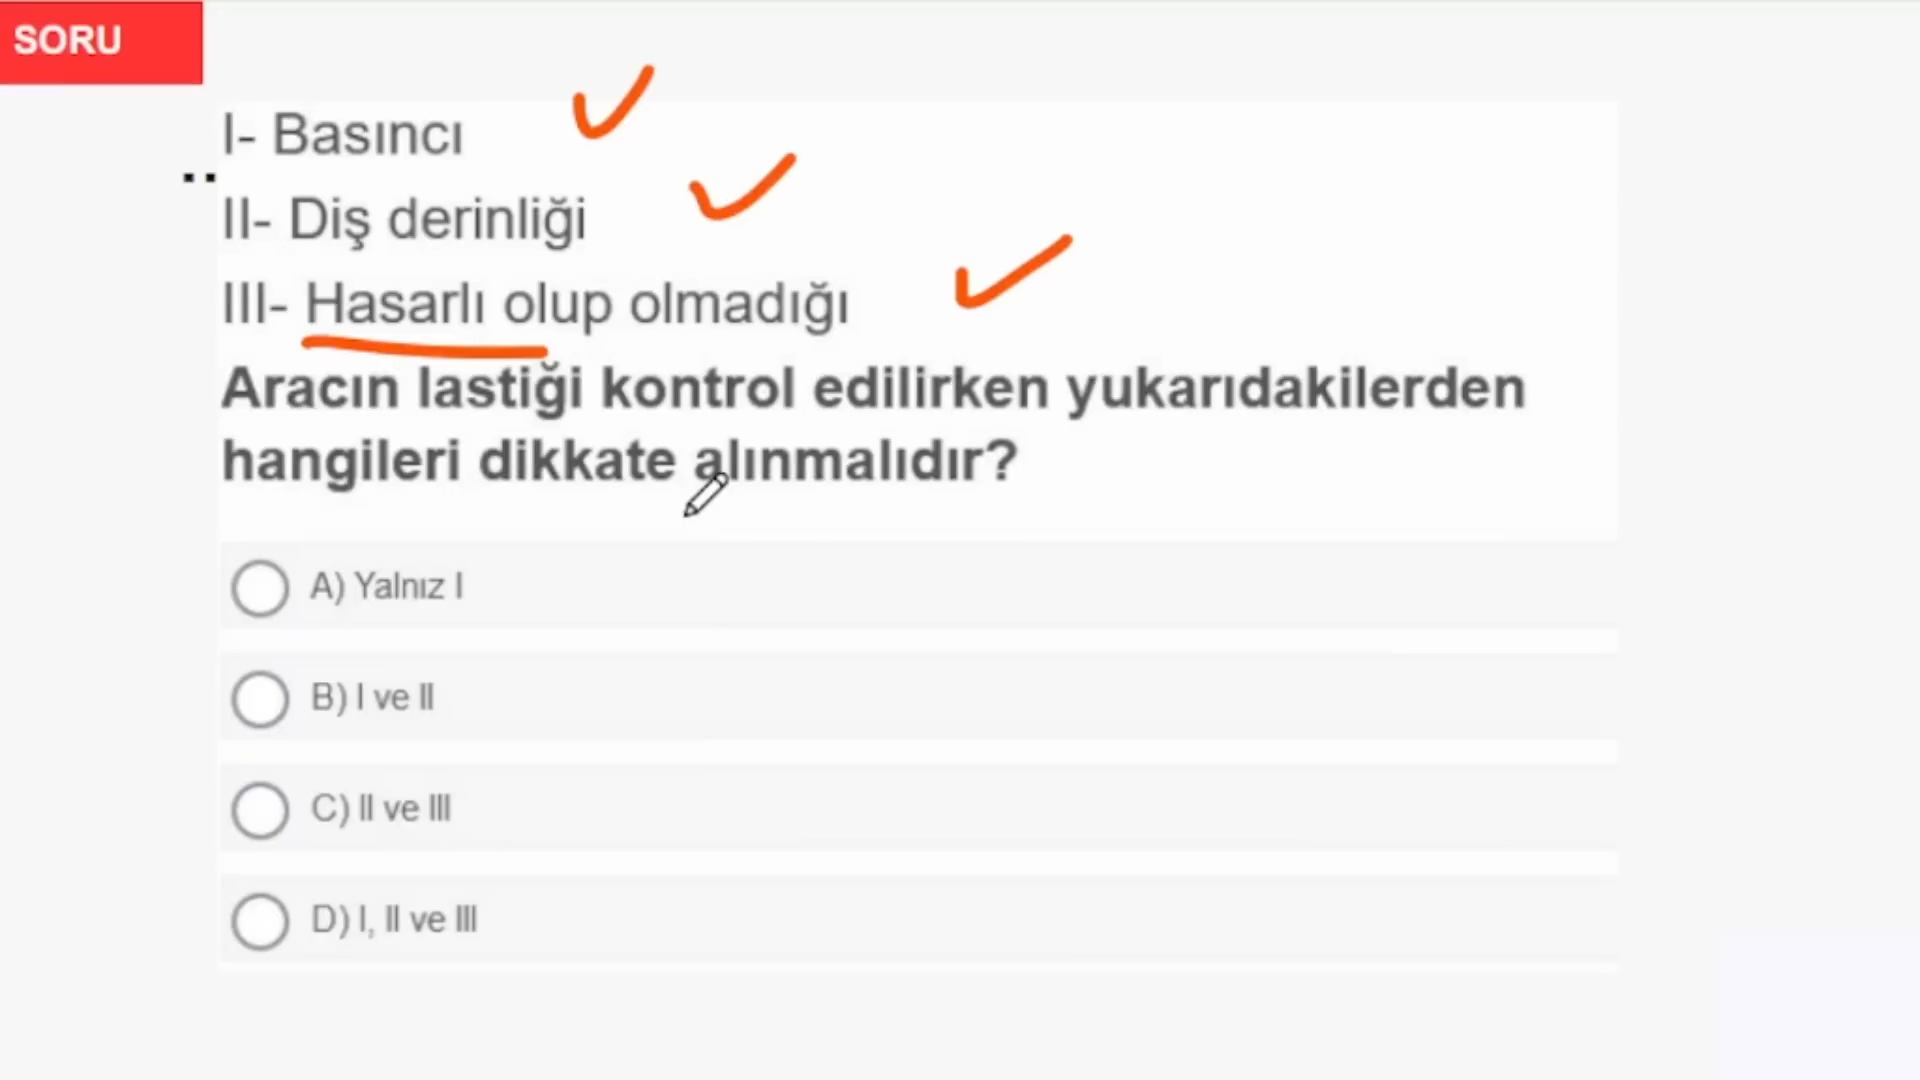 SORU
I- Basıncı
II- Diş derinliği
III- Hasarlı olup olmadığı
Aracın lastiği kontrol edilirken yukarıdakilerden
hangileri dikkate alınmalıdır?
A) Yalnız I
B) I ve II
C) II ve III
D) I, II ve III